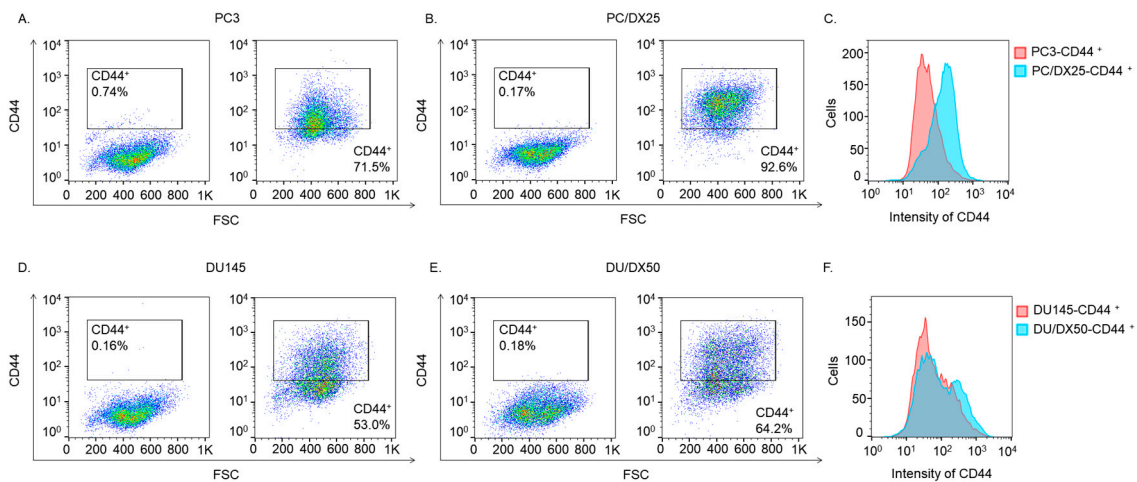 A.
PC3
CD44
10⁴
10³
10²
10¹
10⁰
CD44⁺
0.74%
0 200 400 600 800 1K
10⁴
10³
10²
10¹
10⁰
CD44⁺
71.5%
0 200 400 600 800 1K
FSC
B.
PC/DX25
CD44
10⁴
10³
10²
10¹
10⁰
CD44⁺
0.17%
0 200 400 600 800 1K
10⁴
10³
10²
10¹
10⁰
CD44⁺
92.6%
0 200 400 600 800 1K
FSC
C.
PC3-CD44 ⁺
PC/DX25-CD44 ⁺
Cells
200
150
100
50
0
10⁰ 10¹ 10² 10³ 10⁴
Intensity of CD44
D.
DU145
CD44
10⁴
10³
10²
10¹
10⁰
CD44⁺
0.16%
0 200 400 600 800 1K
10⁴
10³
10²
10¹
10⁰
CD44⁺
53.0%
0 200 400 600 800 1K
FSC
E.
DU/DX50
CD44
10⁴
10³
10²
10¹
10⁰
CD44⁺
0.18%
0 200 400 600 800 1K
10⁴
10³
10²
10¹
10⁰
CD44⁺
64.2%
0 200 400 600 800 1K
FSC
F.
DU145-CD44 ⁺
DU/DX50-CD44 ⁺
Cells
150
100
50
0
10⁰ 10¹ 10² 10³ 10⁴
Intensity of CD44